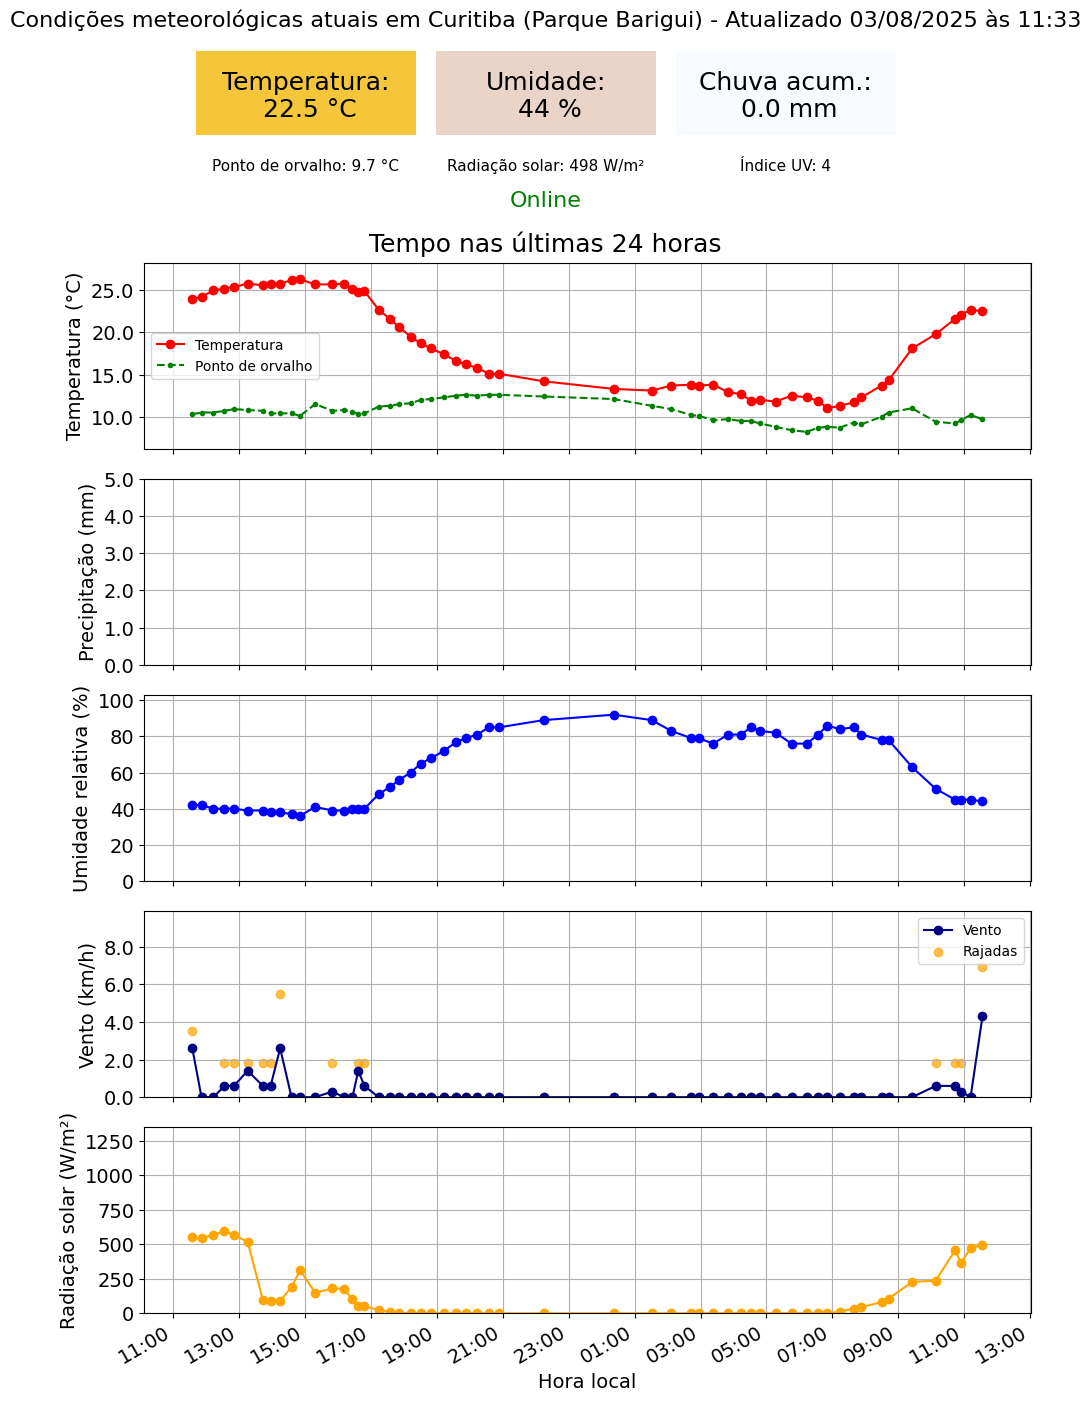 Condições meteorológicas atuais em Curitiba (Parque Barigui) - Atualizado 03/08/2025 às 11:33
Temperatura:
22.5 °C
Umidade:
44 %
Chuva acum.:
0.0 mm
Ponto de orvalho: 9.7 °C
Radiação solar: 498 W/m²
Índice UV: 4
Online
Tempo nas últimas 24 horas
Temperatura (°C)
25.0
20.0
15.0
10.0
Temperatura
Ponto de orvalho
Precipitação (mm)
5.0
4.0
3.0
2.0
1.0
0.0
Umidade relativa (%)
100
80
60
40
20
0
Vento (km/h)
8.0
6.0
4.0
2.0
0.0
Vento
Rajadas
Radiação solar (W/m²)
1250
1000
750
500
250
0
11:00
13:00
15:00
17:00
19:00
21:00
23:00
01:00
03:00
05:00
07:00
09:00
11:00
13:00
Hora local